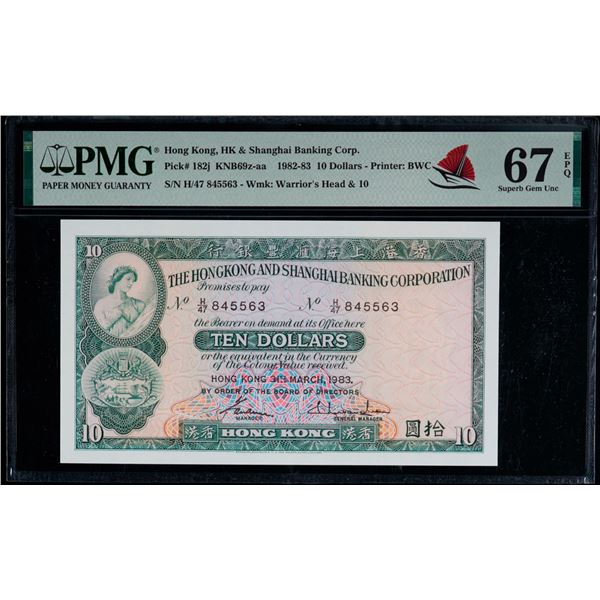 PMG®
PAPER MONEY GUARANTY
Hong Kong, HK & Shanghai Banking Corp.
Pick# 182j KNB69z-aa 1982-83 10 Dollars - Printer: BWC
S/N H/47 845563 - Wmk: Warrior's Head & 10
67 EPQ
Superb Gem Unc
10
行銀豐滙海上港香
THE HONGKONG AND SHANGHAI BANKING CORPORATION
Promises to pay
No H/47 845563 No H/47 845563
the Bearer on demand at its Office here
TEN DOLLARS
or the equivalent in the Currency
of the Colony, Value received.
HONG KONG 31ST MARCH, 1983.
BY ORDER OF THE BOARD OF DIRECTORS
MANAGER GENERAL MANAGER
10 港香 HONG KONG 港香 圓拾 10